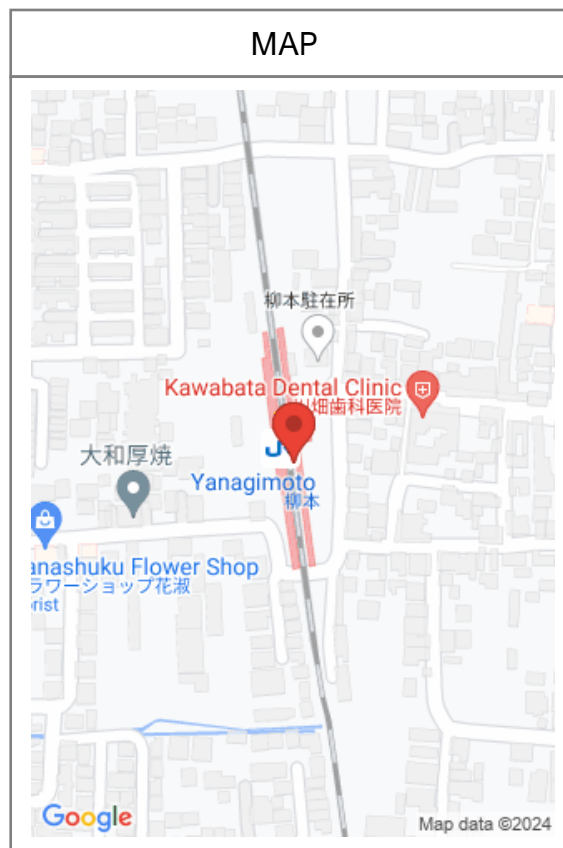 MAP
柳本駐在所
Kawabata Dental Clinic
川畑歯科医院
大和厚焼
Yanagimoto
柳本
anashuku Flower Shop
ラワーショップ花淑
orist
Google
Map data ©2024